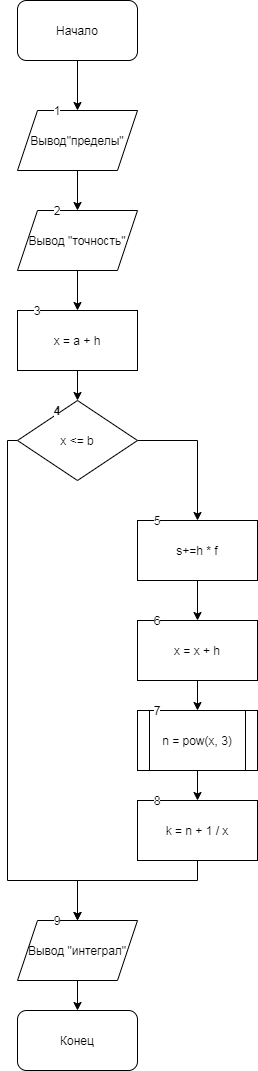 Начало
1
Вывод"пределы"
2
Вывод "точность"
3
x = a + h
4
x <= b
5
s+=h * f
6
x = x + h
7
n = pow(x, 3)
8
k = n + 1 / x
9
Вывод "интеграл"
Конец